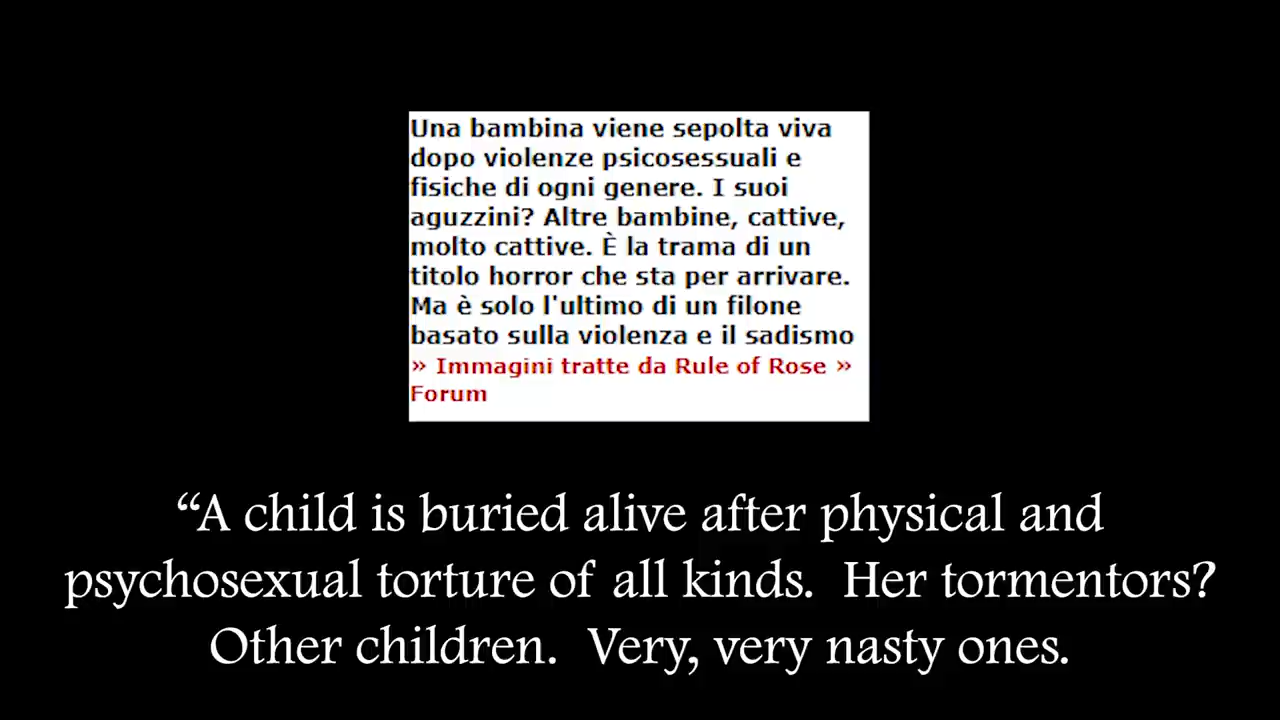 Una bambina viene sepolta viva
dopo violenze psicosessuali e
fisiche di ogni genere. I suoi
aguzzini? Altre bambine, cattive,
molto cattive. È la trama di un
titolo horror che sta per arrivare.
Ma è solo l'ultimo di un filone
basato sulla violenza e il sadismo
» Immagini tratte da Rule of Rose »
Forum
“A child is buried alive after physical and
psychosexual torture of all kinds.  Her tormentors?
Other children.  Very, very nasty ones.